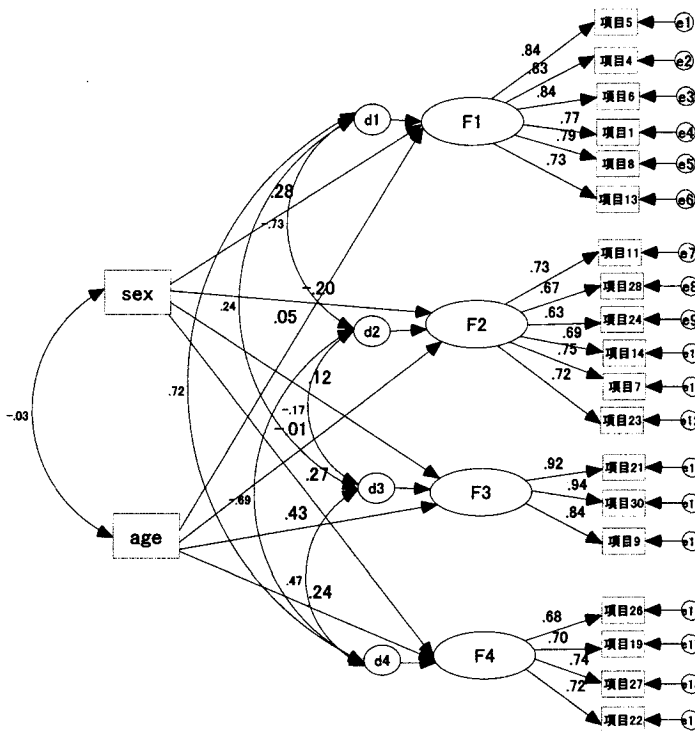 .84
項目5
e1
.83
項目4
e2
.84
項目6
e3
F1
d1
.77
項目1
e4
.79
項目8
e5
.73
項目13
e6
.28
-.73
.73
項目11
e7
.67
項目28
e8
sex
-.20
.24
.05
.63
項目24
e9
F2
d2
.69
項目14
.75
項目7
.72
項目23
.12
.72
-.17
-.01
-.03
.27
-.69
.92
項目21
.94
項目30
d3
F3
.84
項目9
.43
age
.47
.24
.68
項目26
.70
項目19
d4
F4
.74
項目27
.72
項目22